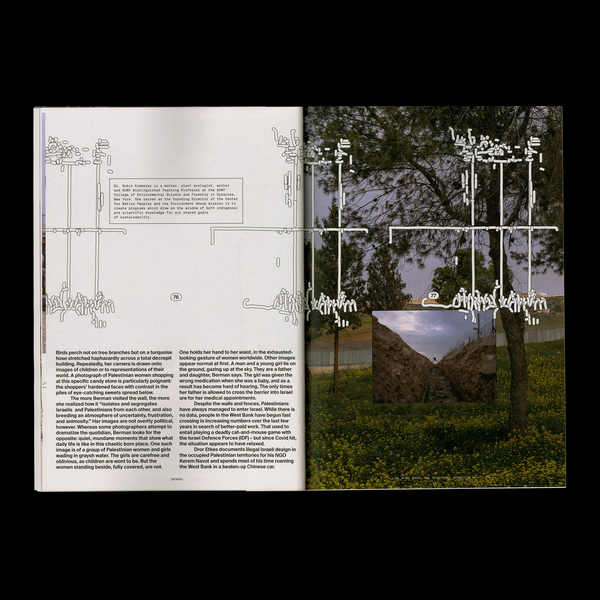 Dr. Robin Kimmerer is a mother, plant ecologist, writer
and SUNY Distinguished Teaching Professor at the SUNY
College of Environmental Science and Forestry in Syracuse,
New York. She serves as the founding Director of the Center
for Native Peoples and the Environment whose mission is to
create programs which draw on the wisdom of both indigenous
and scientific knowledge for our shared goals
of sustainability.
76
77
Birds perch not on tree branches but on a turquoise
hose stretched haphazardly across a total decrepit
building. Repeatedly, her camera is drawn onto
images of children or to representations of their
world. A photograph of Palestinian women shopping
at this specific candy store is particularly poignant:
the shoppers' hardened faces with contrast in the
piles of eye-catching sweets spread below.
The more Berman visited the wall, the more
she realized how it "isolates and segregates
Israelis and Palestinians from each other, and also
breeding an atmosphere of uncertainty, frustration,
and animosity." Her images are not overtly political,
however. Whereas some photographers attempt to
dramatize the quotidian, Berman looks for the
opposite: quiet, mundane moments that show what
daily life is like in this chaotic born place. One such
image is of a group of Palestinian women and girls
wading in grayish water. The girls are carefree and
oblivious, as children are wont to be. But the
women standing beside, fully covered, are not.
One holds her hand to her waist, in the exhausted-
looking gesture of women worldwide. Other images
appear normal at first. A man and a young girl lie on
the ground, gazing up at the sky. They are a father
and daughter, Berman says. The girl was given the
wrong medication when she was a baby, and as a
result has become hard of hearing. The only times
her father is allowed to cross the barrier into Israel
are for her medical appointments.
Despite the walls and fences, Palestinians
have always managed to enter Israel. While there is
no data, people in the West Bank have begun fast
crossing in increasing numbers over the last few
years in search of better-paid work. That used to
entail playing a deadly cat-and-mouse game with
the Israel Defence Forces (IDF) – but since Covid hit,
the situation appears to have relaxed.
Dror Etkes documents illegal Israeli design in
the occupied Palestinian territories for his NGO
Kerem Navot and spends most of his time roaming
the West Bank in a beaten-up Chinese car.